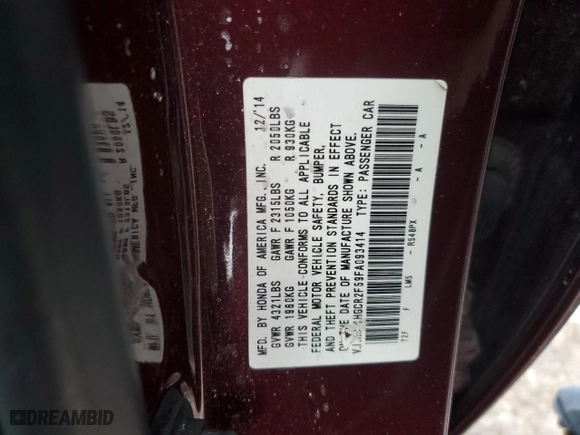 MFD. BY HONDA OF AMERICA MFG., INC. 12/14
GVWR 4321LBS GAWR F 2315LBS R 2050LBS
GVWR 1960KG GAWR F 1050KG R 930KG
THIS VEHICLE CONFORMS TO ALL APPLICABLE
FEDERAL MOTOR VEHICLE SAFETY, BUMPER,
AND THEFT PREVENTION STANDARDS IN EFFECT
THE DATE OF MANUFACTURE SHOWN ABOVE.
HGCR2F59FA093414 TYPE: PASSENGER CAR
12F F LM5 - R548PX - A - A
DREAMBID